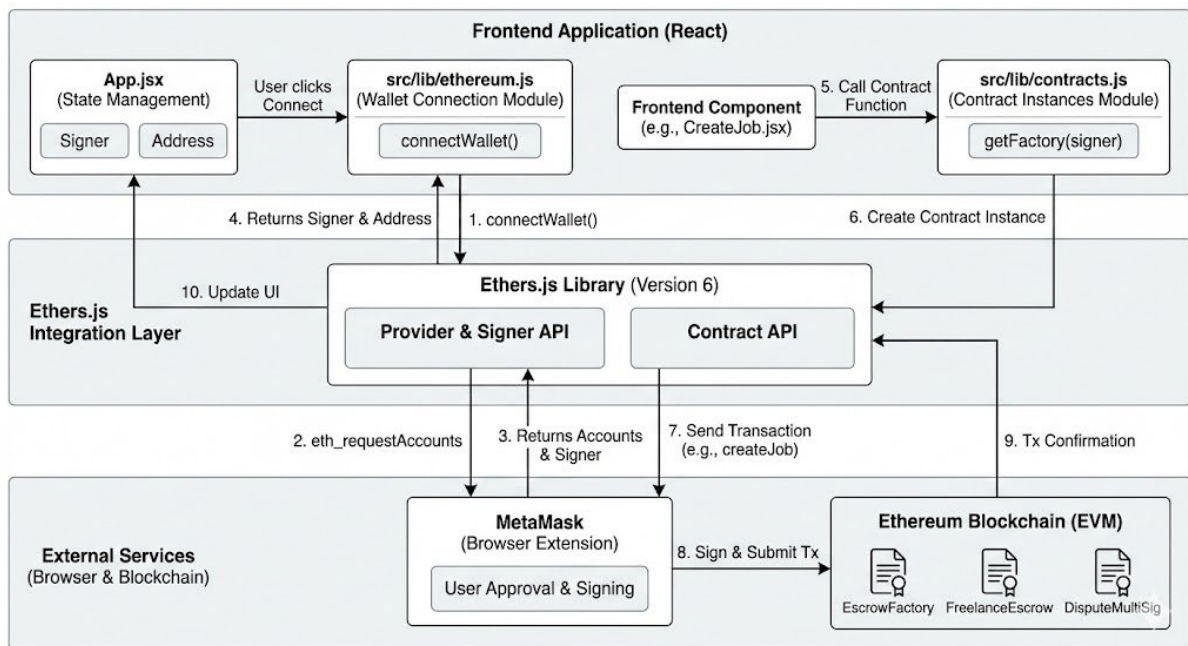 Frontend Application (React)
App.jsx
(State Management)
Signer
Address
User clicks
Connect
src/lib/ethereum.js
(Wallet Connection Module)
connectWallet()
Frontend Component
(e.g., CreateJob.jsx)
5. Call Contract
Function
src/lib/contracts.js
(Contract Instances Module)
getFactory(signer)
4. Returns Signer & Address
1. connectWallet()
6. Create Contract Instance
10. Update UI
Ethers.js
Integration Layer
Ethers.js Library (Version 6)
Provider & Signer API
Contract API
2. eth_requestAccounts
3. Returns Accounts
& Signer
7. Send Transaction
(e.g., createJob)
9. Tx Confirmation
External Services
(Browser & Blockchain)
MetaMask
(Browser Extension)
User Approval & Signing
8. Sign & Submit Tx
Ethereum Blockchain (EVM)
EscrowFactory
FreelanceEscrow
DisputeMultiSig